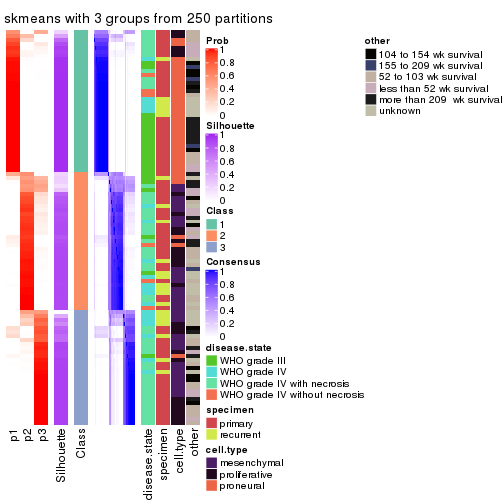 skmeans with 3 groups from 250 partitions
Prob
1
0.8
0.6
0.4
0.2
0
Silhouette
1
0.8
0.6
0.4
0.2
0
Class
1
2
3
Consensus
1
0.8
0.6
0.4
0.2
0
disease.state
WHO grade III
WHO grade IV
WHO grade IV with necrosis
WHO grade IV without necrosis
specimen
primary
recurrent
cell.type
mesenchymal
proliferative
proneural
other
104 to 154 wk survival
155 to 209 wk survival
52 to 103 wk survival
less than 52 wk survival
more than 209  wk survival
unknown
p1
p2
p3
Silhouette
Class
disease.state
specimen
cell.type
other